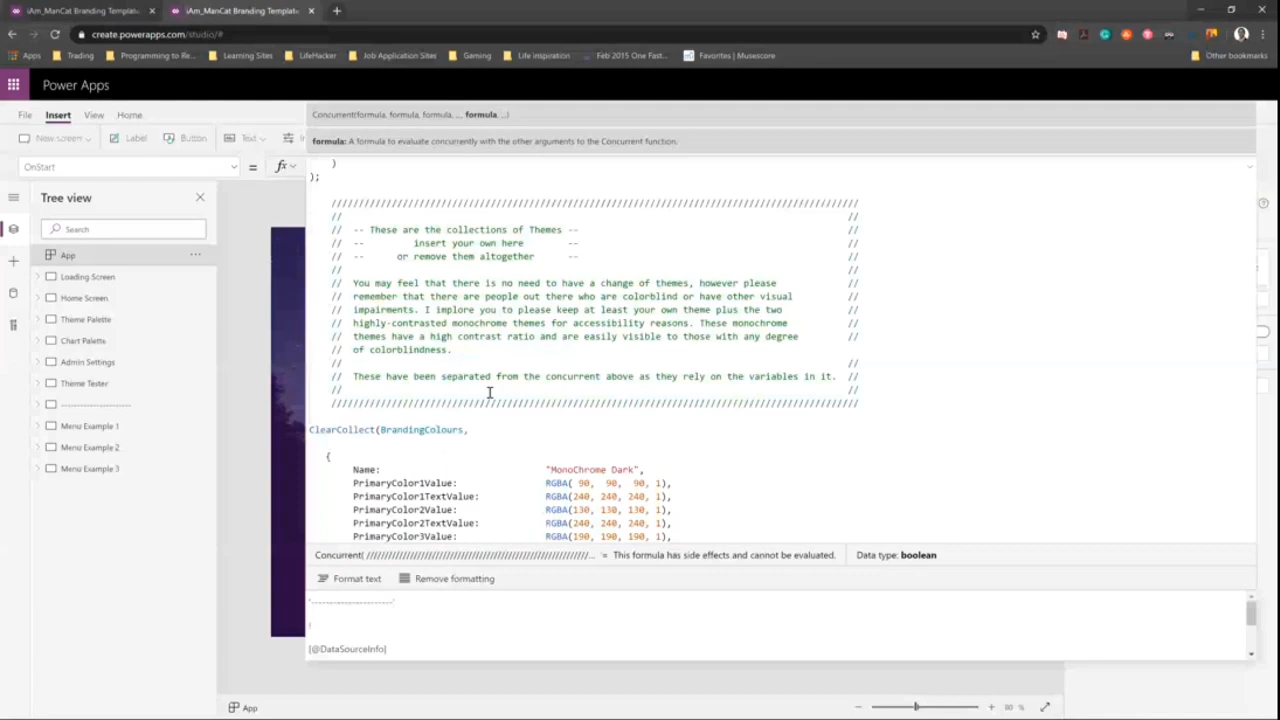 iAm_ManCat Branding Templat
iAm_ManCat Branding Templat
create.powerapps.com/studio/#
Apps
Trading
Programming to Re...
Learning Sites
LifeHacker
Job Application Sites
Gaming
Life inspiration
Feb 2015 One Fast...
Favorites | Musescore
Other bookmarks
Power Apps
File
Insert
View
Home
New screen
Label
Button
Text
OnStart
=
fx
Concurrent(formula, formula, formula, ..., formula, ...)
formula: A formula to evaluate concurrently with the other arguments to the Concurrent function.
Tree view
Search
App
Loading Screen
Home Screen
Theme Palette
Chart Palette
Admin Settings
Theme Tester
Menu Example 1
Menu Example 2
Menu Example 3
)
);
// -- These are the collections of Themes -- //
// -- insert your own here -- //
// -- or remove them altogether -- //
// //
// You may feel that there is no need to have a change of themes, however please //
// remember that there are people out there who are colorblind or have other visual //
// impairments. I implore you to please keep at least your own theme plus the two //
// highly-contrasted monochrome themes for accessibility reasons. These monochrome //
// themes have a high contrast ratio and are easily visible to those with any degree //
// of colorblindness.
// //
// These have been separated from the concurrent above as they rely on the variables in it. //
// //
ClearCollect(BrandingColours,
{
Name: "MonoChrome Dark",
PrimaryColor1Value: RGBA( 90, 90, 90, 1),
PrimaryColor1TextValue: RGBA(240, 240, 240, 1),
PrimaryColor2Value: RGBA(130, 130, 130, 1),
PrimaryColor2TextValue: RGBA(240, 240, 240, 1),
PrimaryColor3Value: RGBA(190, 190, 190, 1),
Concurrent( ///////////////////////////////////////////////////////... = This formula has side effects and cannot be evaluated.
Data type: boolean
Format text
Remove formatting
[@DataSourceInfo]
App
80 %